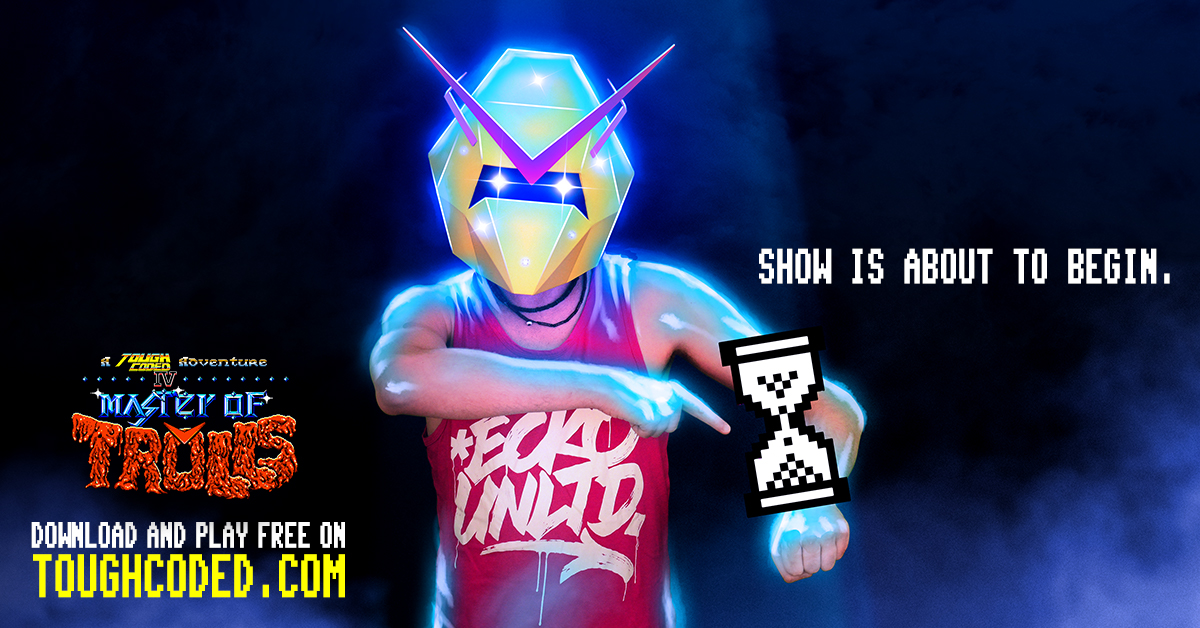 SHOW IS ABOUT TO BEGIN.
A TOUGH CODED ADVENTURE
IV
MASTER OF
TROLLS
*ECKO
UNLTD.
DOWNLOAD AND PLAY FREE ON
TOUGHCODED.COM